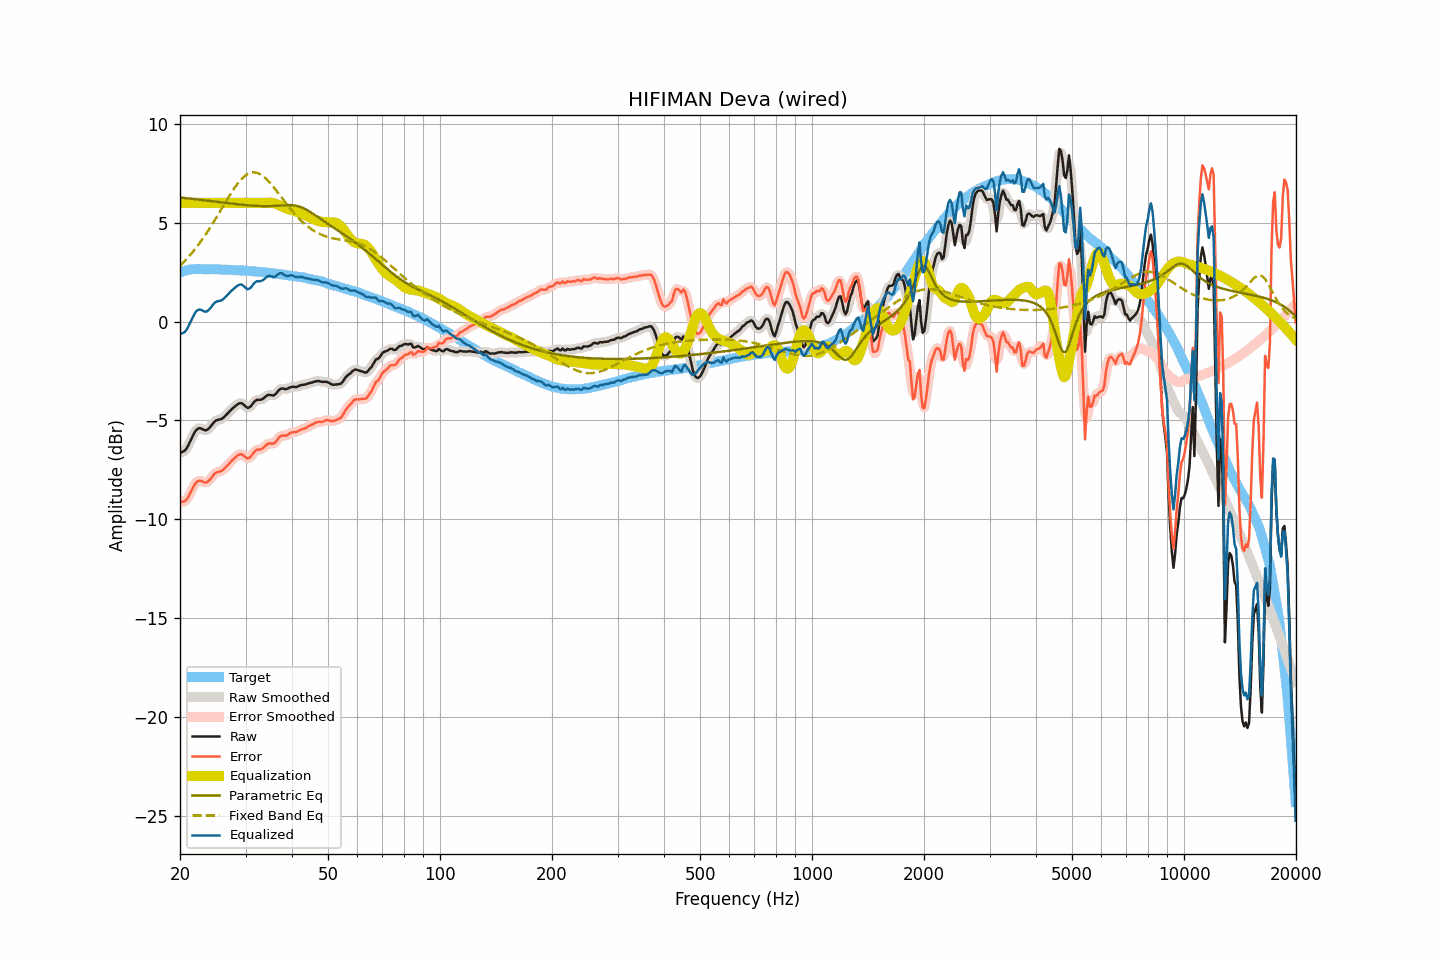 HIFIMAN Deva (wired)
10
5
0
−5
−10
−15
−20
−25
Amplitude (dBr)
Target
Raw Smoothed
Error Smoothed
Raw
Error
Equalization
Parametric Eq
Fixed Band Eq
Equalized
20 50 100 200 500 1000 2000 5000 10000 20000
Frequency (Hz)